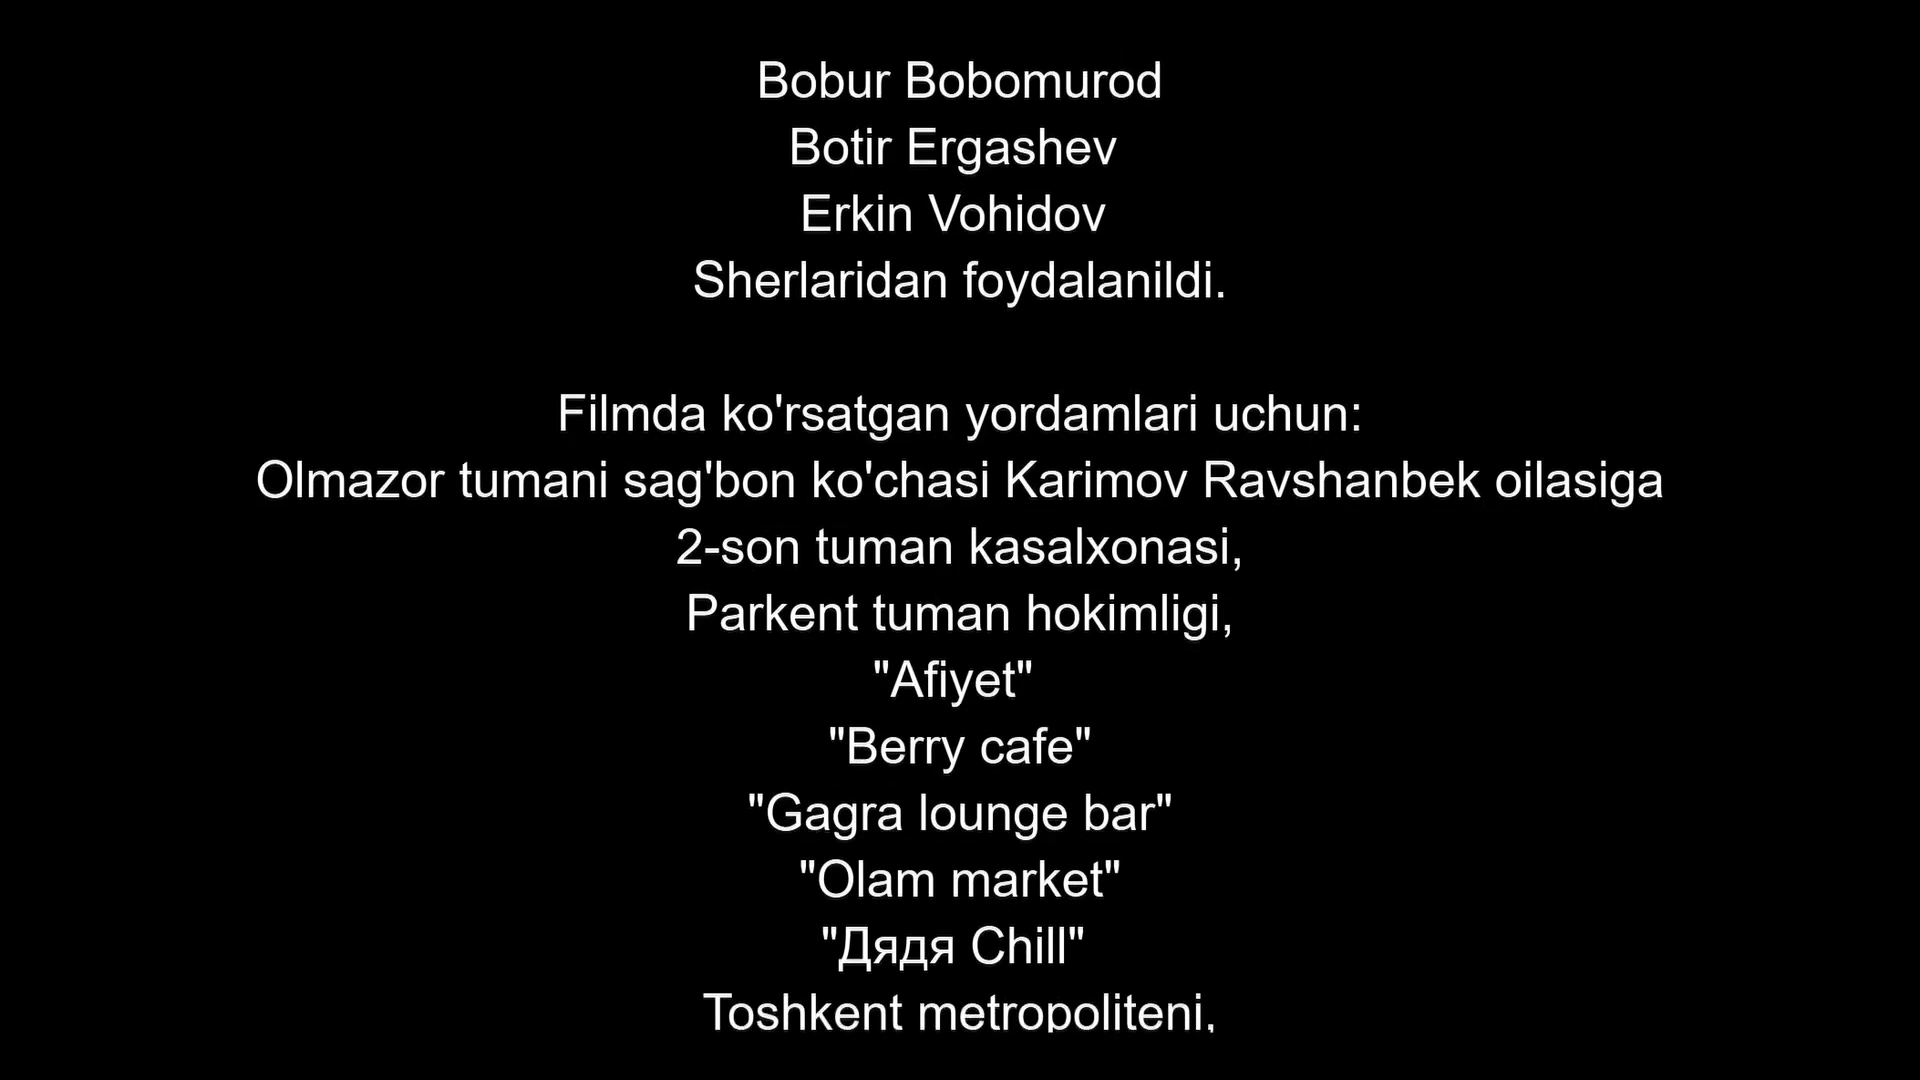 Bobur Bobomurod
Botir Ergashev
Erkin Vohidov
Sherlaridan foydalanildi.
Filmda ko'rsatgan yordamlari uchun:
Olmazor tumani sag'bon ko'chasi Karimov Ravshanbek oilasiga
2-son tuman kasalxonasi,
Parkent tuman hokimligi,
"Afiyet"
"Berry cafe"
"Gagra lounge bar"
"Olam market"
"Дядя Chill"
Toshkent metropoliteni,